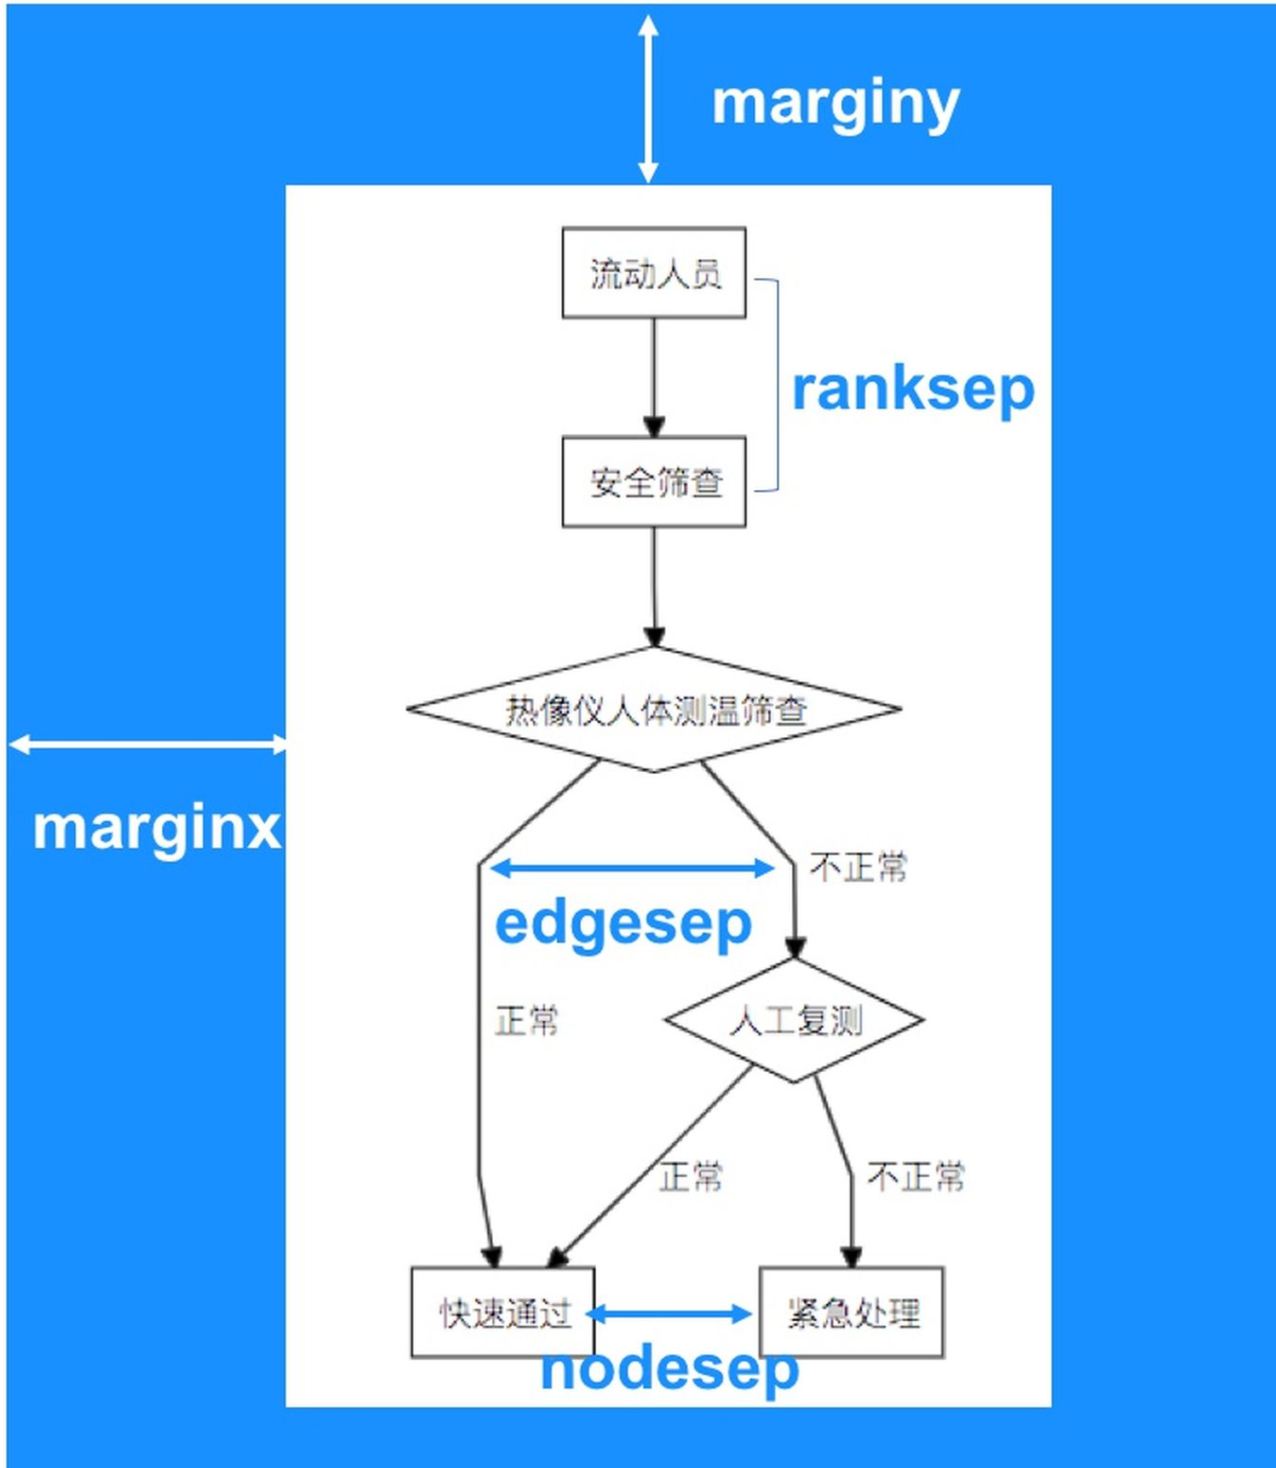 marginy
流动人员
ranksep
安全筛查
热像仪人体测温筛查
marginx
不正常
edgesep
正常
人工复测
正常
不正常
快速通过
紧急处理
nodesep